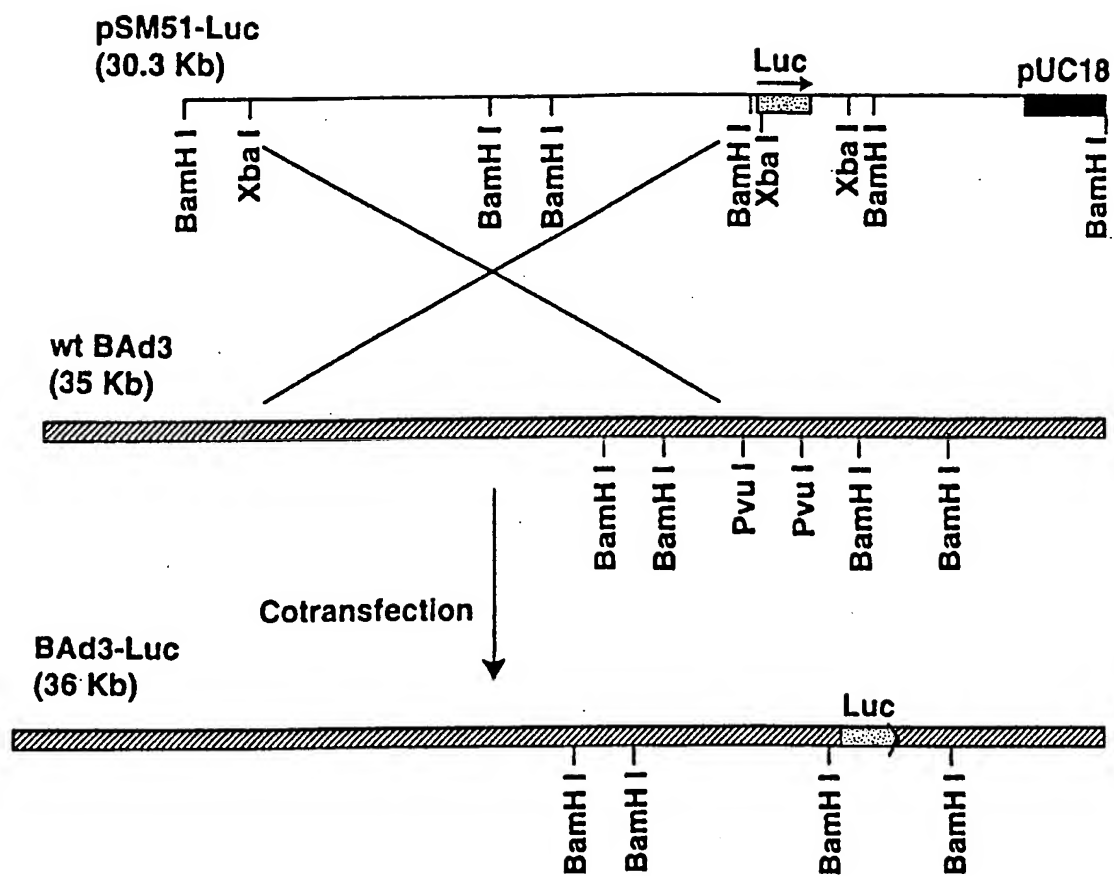 pSM51-Luc
(30.3 Kb)
Luc
pUC18
BamH I
Xba I
BamH I
BamH I
BamH I
Xba I
Xba I
BamH I
BamH I
wt BAd3
(35 Kb)
BamH I
BamH I
Pvu I
Pvu I
BamH I
BamH I
Cotransfection
BAd3-Luc
(36 Kb)
Luc
BamH I
BamH I
BamH I
BamH I